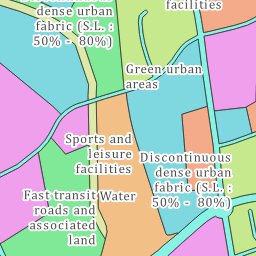 dense urban
fabric (S.L. :
50% - 80%)
facilities
Green urban
areas
Sports and
leisure
facilities
Discontinuous
dense urban
fabric (S.L. :
50% - 80%)
Fast transit
roads and
associated
land
Water